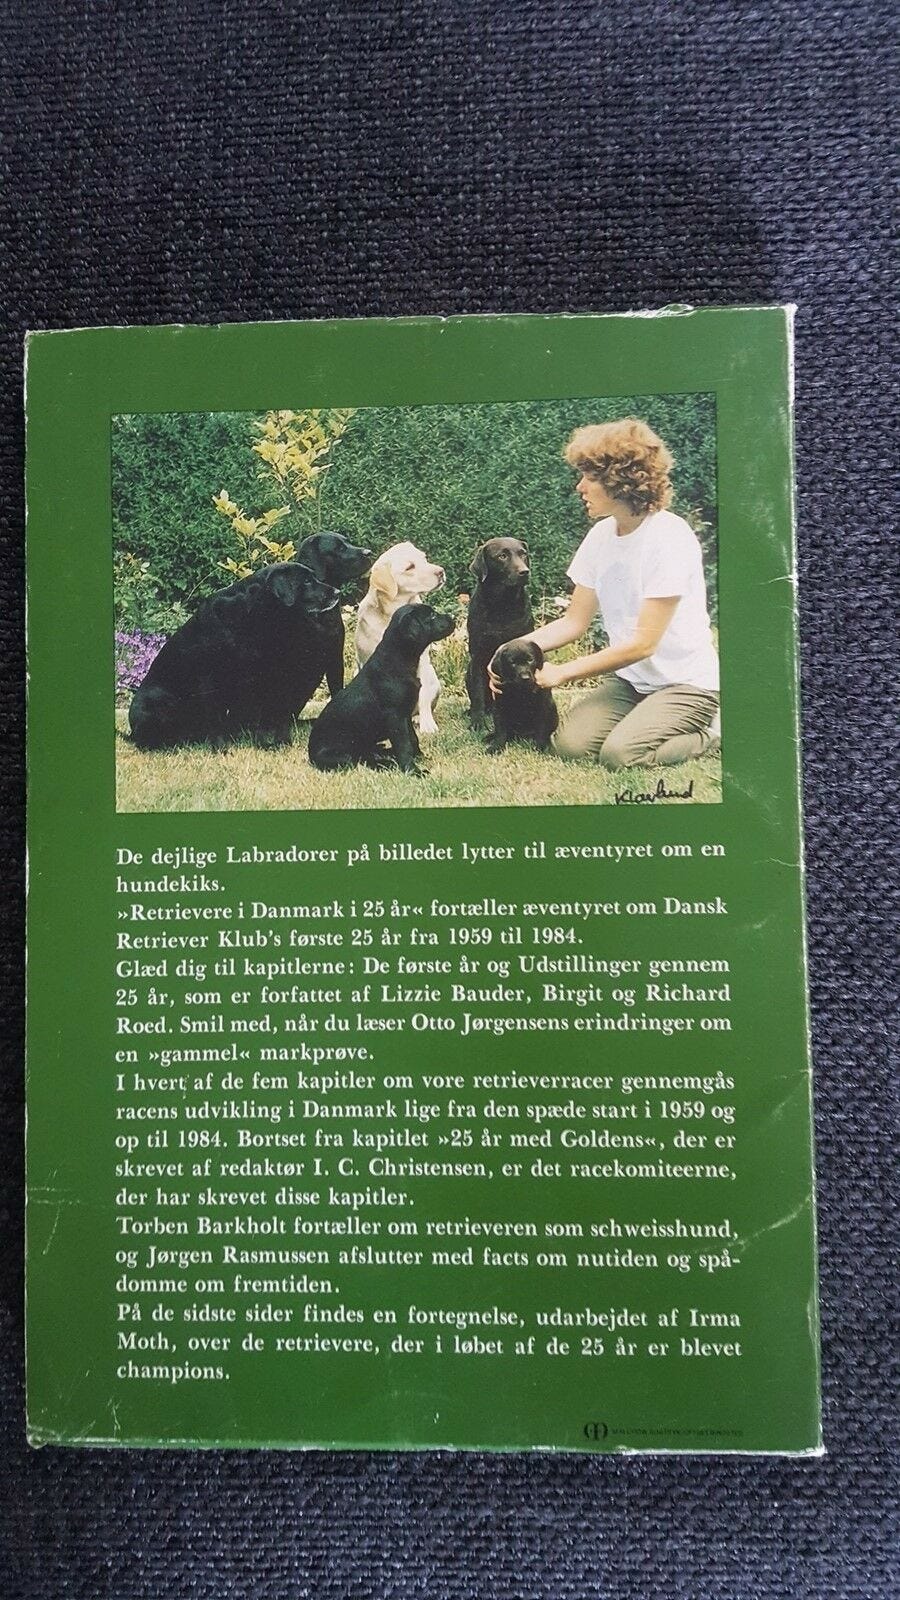 Klavlund
De dejlige Labradorer på billedet lytter til æventyret om en
hundekiks.
»Retrievere i Danmark i 25 år« fortæller æventyret om Dansk
Retriever Klub's første 25 år fra 1959 til 1984.
Glæd dig til kapitlerne: De første år og Udstillinger gennem
25 år, som er forfattet af Lizzie Bauder, Birgit og Richard
Roed. Smil med, når du læser Otto Jørgensens erindringer om
en »gammel« markprøve.
I hvert af de fem kapitler om vore retrieverracer gennemgås
racens udvikling i Danmark lige fra den spæde start i 1959 og
op til 1984. Bortset fra kapitlet »25 år med Goldens«, der er
skrevet af redaktør I. C. Christensen, er det racekomiteerne,
der har skrevet disse kapitler.
Torben Barkholt fortæller om retrieveren som schweisshund,
og Jørgen Rasmussen afslutter med facts om nutiden og spå-
domme om fremtiden.
På de sidste sider findes en fortegnelse, udarbejdet af Irma
Moth, over de retrievere, der i løbet af de 25 år er blevet
champions.